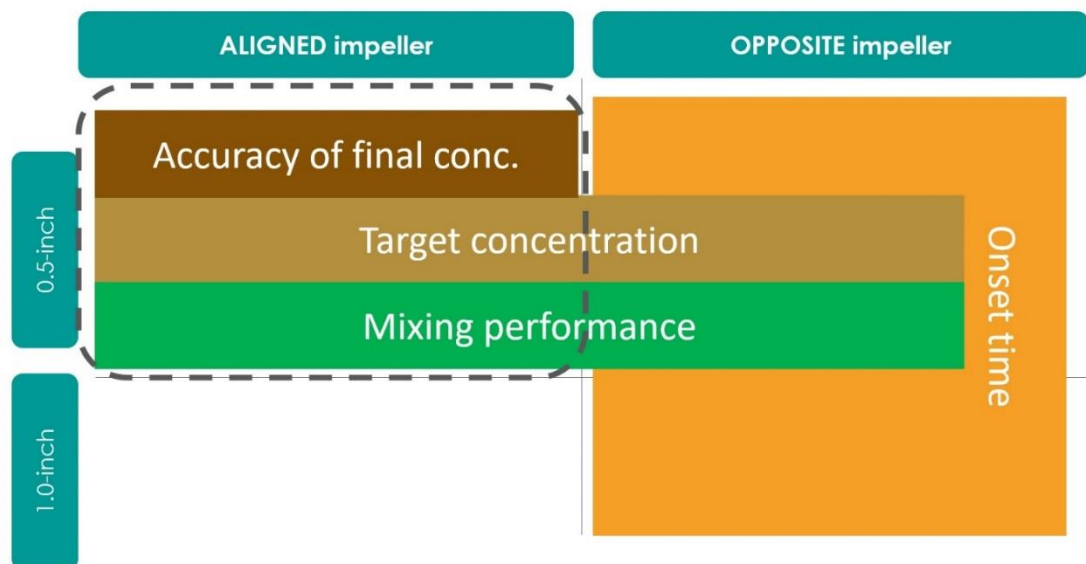 ALIGNED impeller
OPPOSITE impeller
0.5-inch
Accuracy of final conc.
Target concentration
Mixing performance
Onset time
1.0-inch